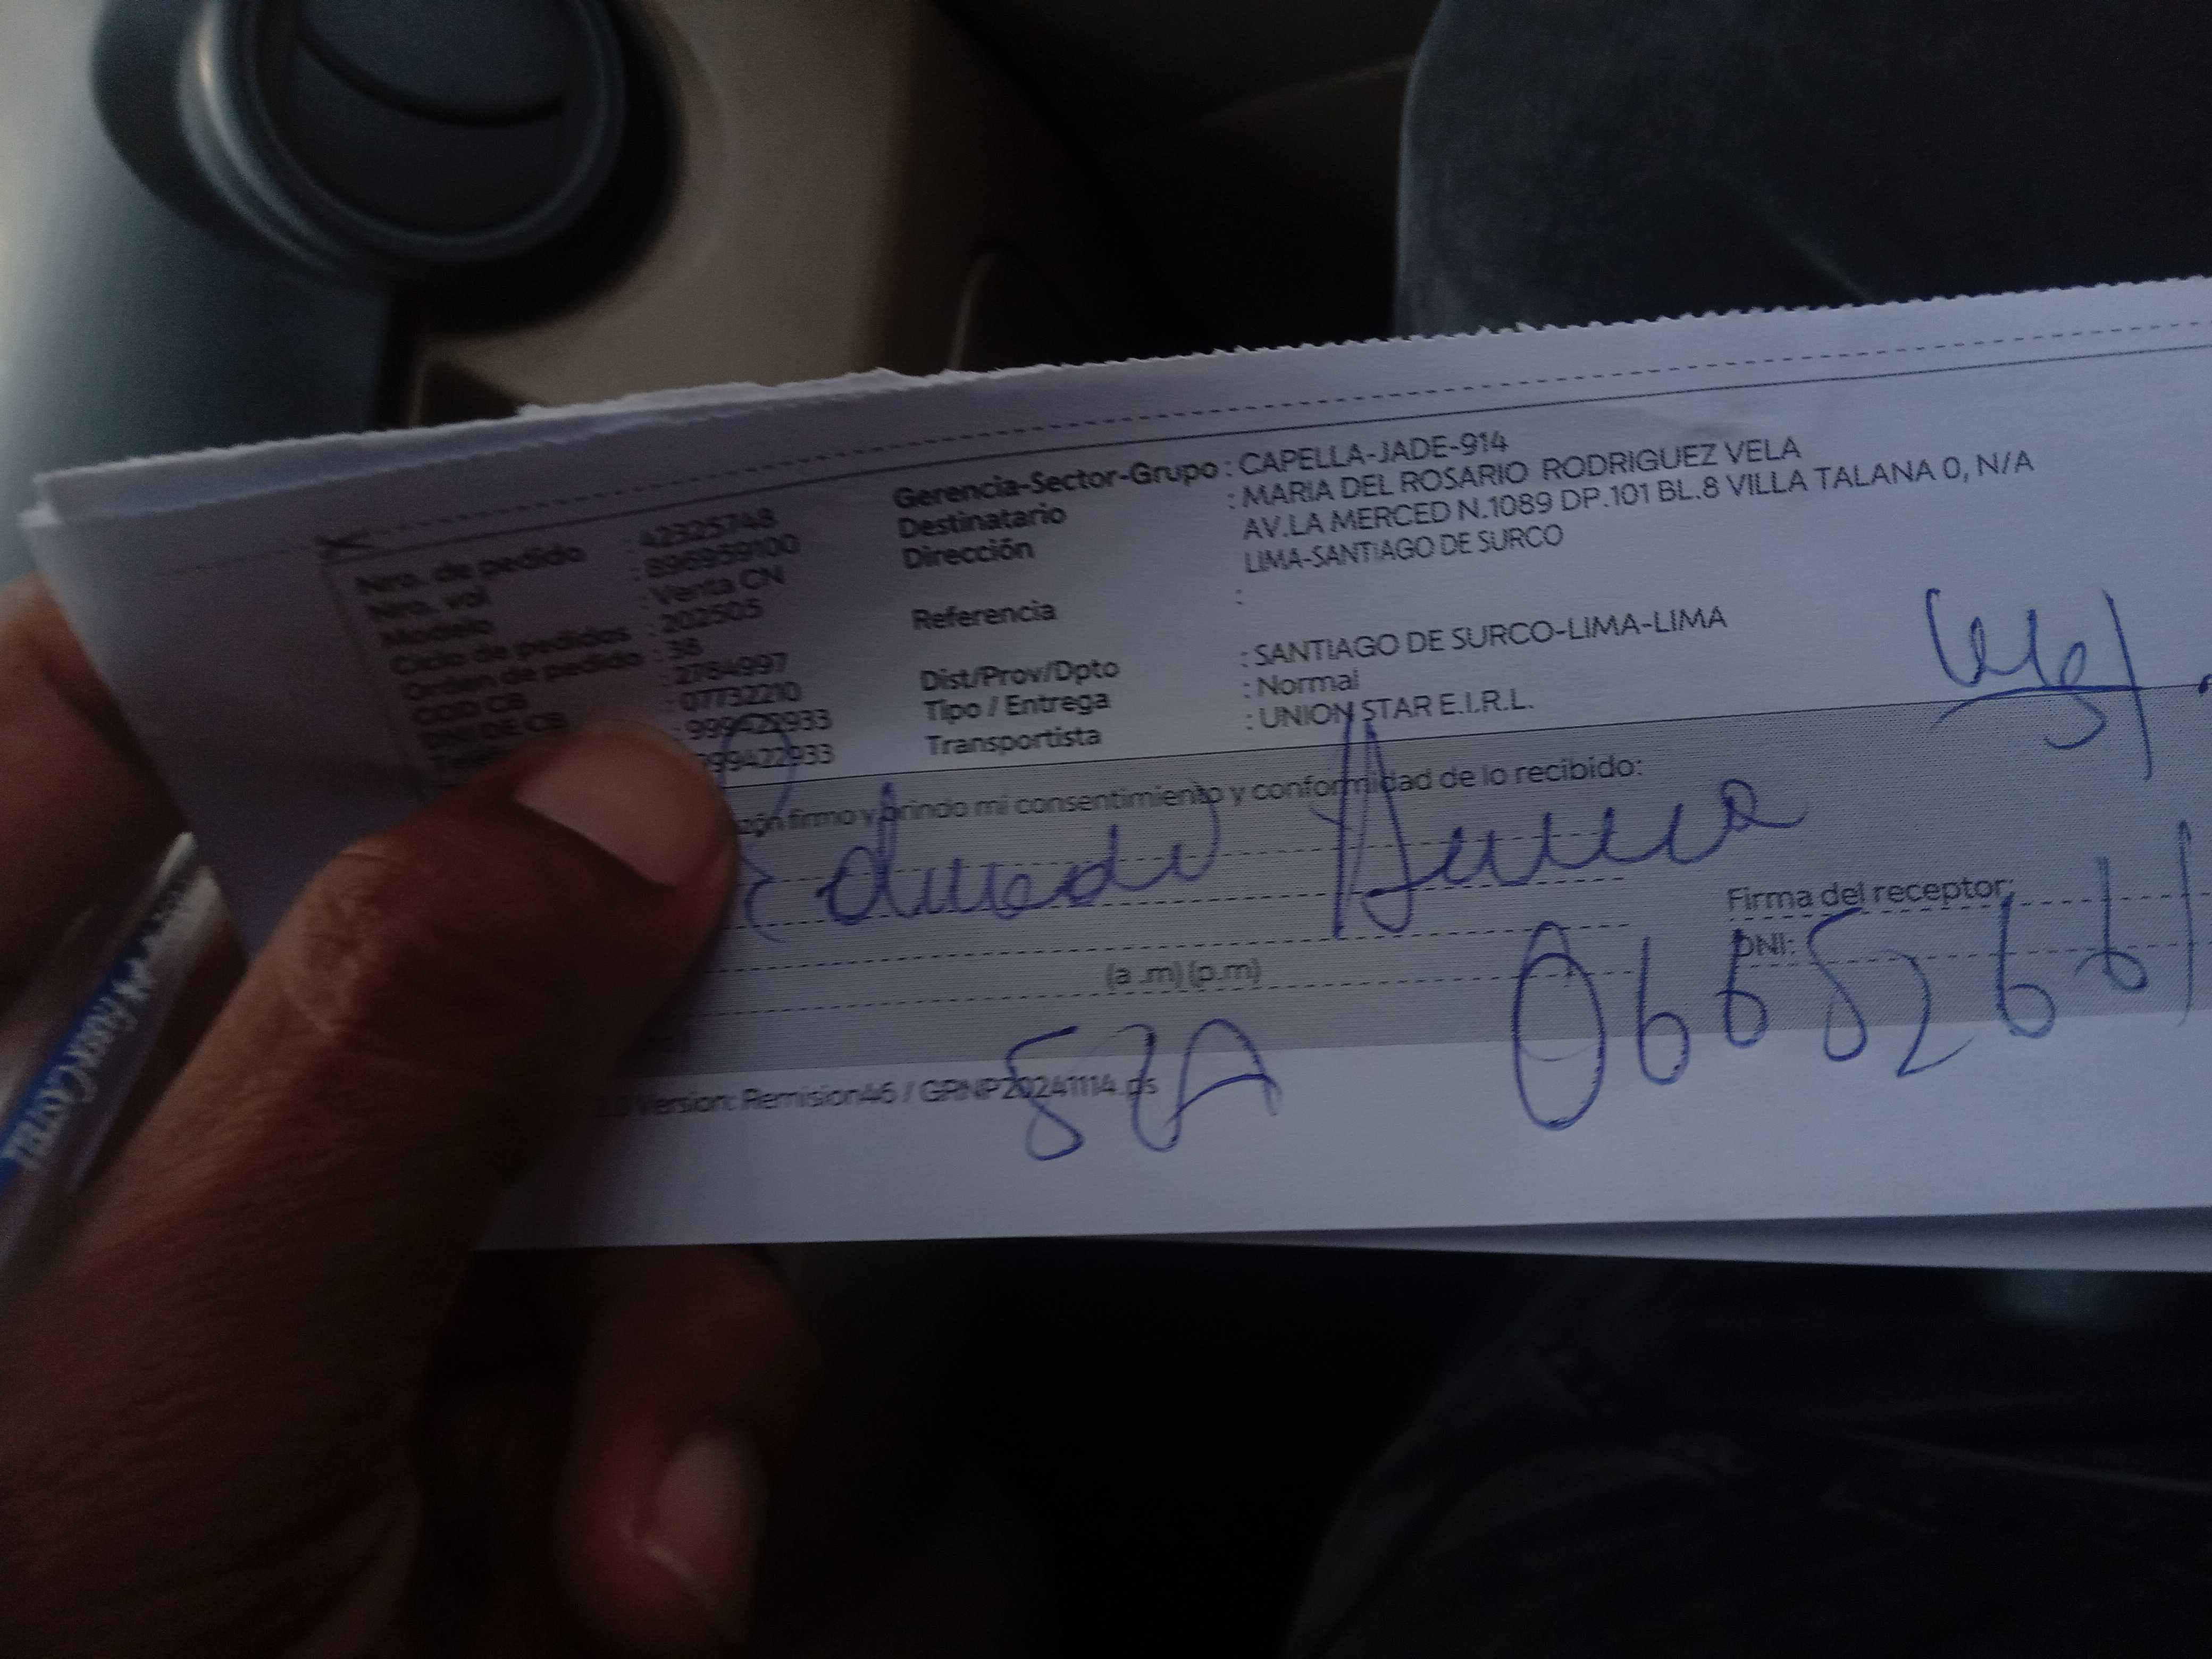 Nro. de pedido : 42325748
Nro. val : 896959100
Modelo : Venta CN
Ciclo de pedidos : 202505
Orden de pedido : 38
COD CB : 2784997
DNI DE CB : 07732210
: 999422933
999422933
Gerencia-Sector-Grupo : CAPELLA-JADE-914
Destinatario : MARIA DEL ROSARIO RODRIGUEZ VELA
Dirección AV.LA MERCED N.1089 DP.101 BL.8 VILLA TALANA 0, N/A
LIMA-SANTIAGO DE SURCO
Referencia :
Dist/Prov/Dpto : SANTIAGO DE SURCO-LIMA-LIMA
Tipo / Entrega : Normal
Transportista : UNION STAR E.I.R.L.
firmo y brindo mi consentimiento y conformidad de lo recibido:
Eduardo
Firma del receptor:
DNI:
(a .m) (p.m)
Version: Remision46 / GRNP20241114.ps